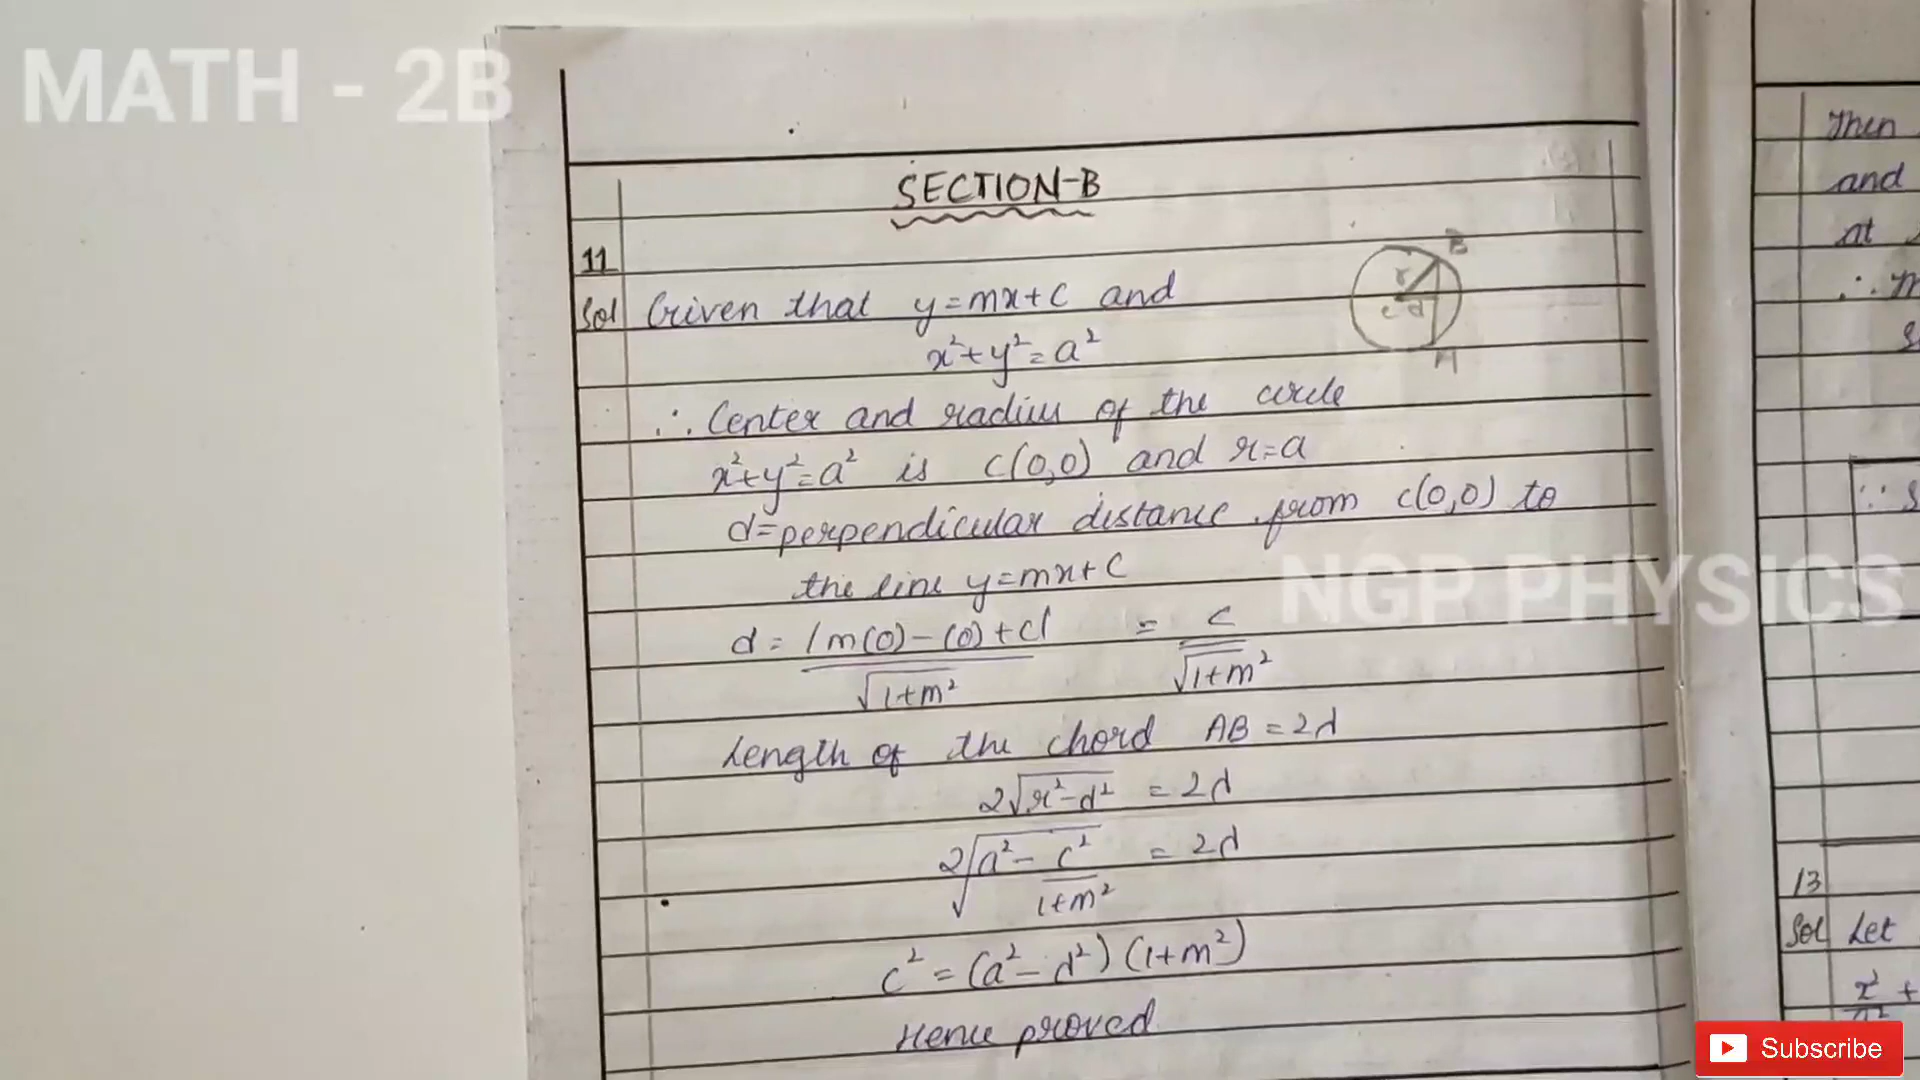 MATH - 2B
SECTION-B
11
Sol Given that y=mx+c and
x²+y²=a²
∴ Center and radius of the circle
x²+y²=a² is c(0,0) and r=a
d=perpendicular distance from c(0,0) to
the line y=mx+c
d = |m(0)-(0)+c| / √1+m² = c / √1+m²
Length of the chord AB=2d
2√r²-d² = 2d
2√a²-c²/1+m² = 2d
c² = (a²-d²)(1+m²)
Hence proved
B
r
c d
A
NGP PHYSICS
Then
and
at
∴ m
∵ S
13
Sol Let
x² +
Subscribe